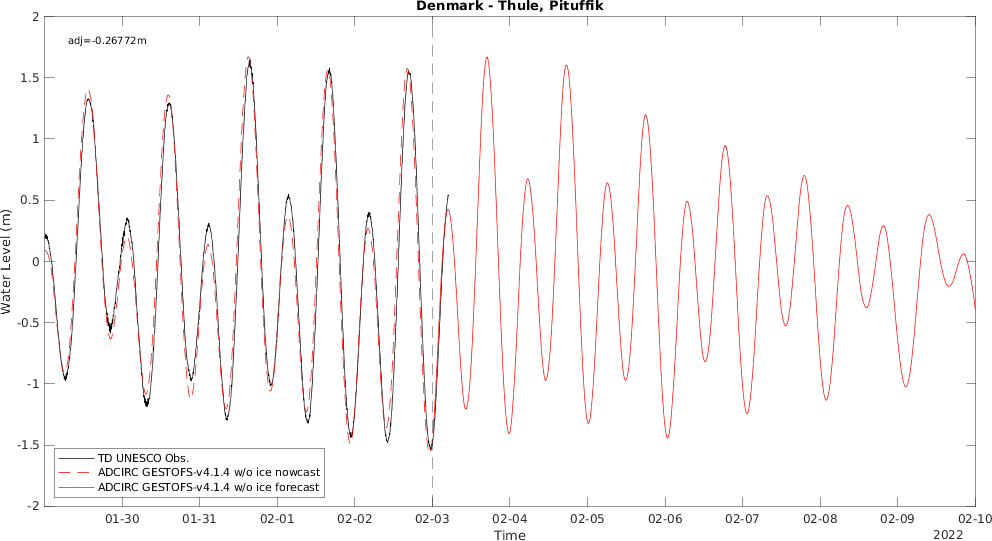 Denmark - Thule, Pituffik
adj=-0.26772m
2
1.5
1
0.5
0
-0.5
-1
-1.5
-2
Water Level (m)
TD UNESCO Obs.
ADCIRC GESTOFS-v4.1.4 w/o ice nowcast
ADCIRC GESTOFS-v4.1.4 w/o ice forecast
01-30 01-31 02-01 02-02 02-03 02-04 02-05 02-06 02-07 02-08 02-09 02-10
Time
2022